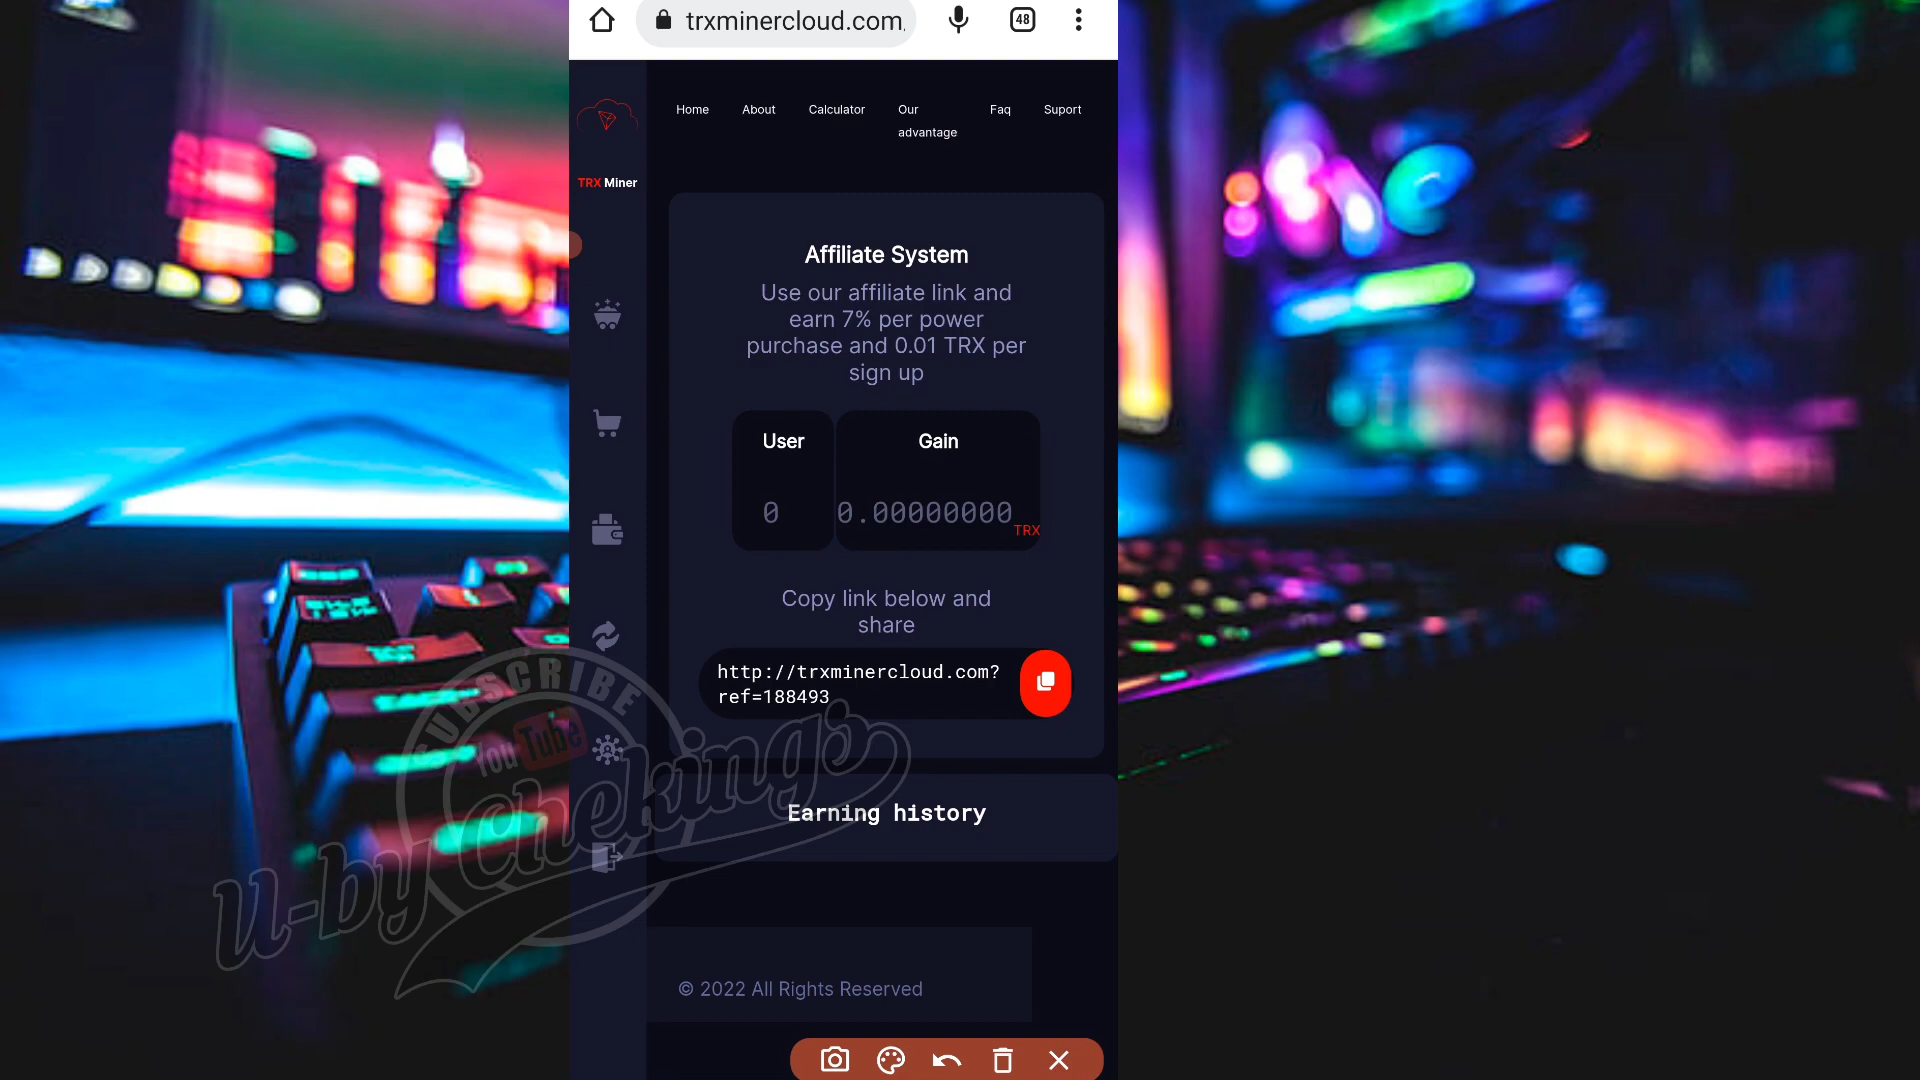 trxminercloud.com
48
Home
About
Calculator
Our
advantage
Faq
Suport
TRX Miner
Affiliate System
Use our affiliate link and
earn 7% per power
purchase and 0.01 TRX per
sign up
User
Gain
0
0.00000000
TRX
Copy link below and
share
http://trxminercloud.com?
ref=188493
SUBSCRIBE
YouTube
u-by chekings
Earning history
© 2022 All Rights Reserved